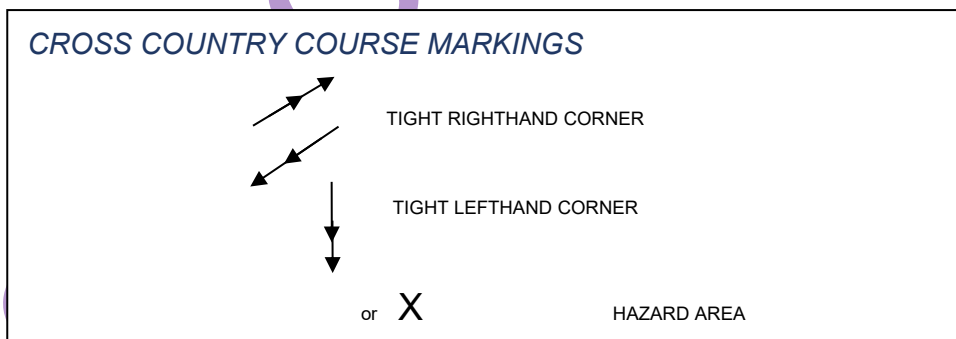 CROSS COUNTRY COURSE MARKINGS
TIGHT RIGHTHAND CORNER
TIGHT LEFTHAND CORNER
or X HAZARD AREA